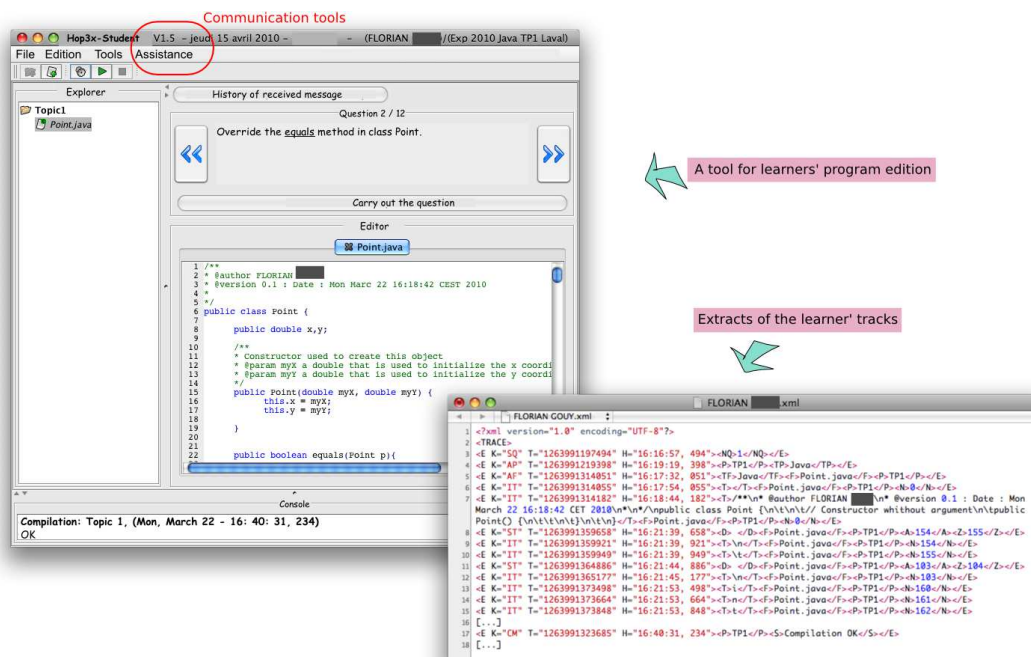 Communication tools
Hop3x-Student V1.5 - jeudi 15 avril 2010 - - (FLORIAN /(Exp 2010 Java TP1 Laval)
File Edition Tools Assistance
Explorer
Topic1
Point.java
History of received message
Question 2 / 12
Override the equals method in class Point.
Carry out the question
Editor
Point.java
1 /**
2 * @author FLORIAN
3 * @version 0.1 : Date : Mon Marc 22 16:18:42 CEST 2010
4 *
5 */
6 public class Point {
7
8 public double x,y;
9
10 /**
11 * Constructor used to create this object
12 * @param myX a double that is used to initialize the x coordi
13 * @param myX a double that is used to initialize the y coordi
14 */
15 public Point(double myX, double myY) {
16 this.x = myX;
17 this.y = myY;
18
19 }
20
21
22 public boolean equals(Point p){
Console
Compilation: Topic 1, (Mon, March 22 - 16: 40: 31, 234)
OK
A tool for learners' program edition
Extracts of the learner' tracks
FLORIAN .xml
FLORIAN GOUY.xml
1 <?xml version="1.0" encoding="UTF-8"?>
2 <TRACE>
3 <E K="SQ" T="1263991197494" H="16:16:57, 494"><NQ>1</NQ></E>
4 <E K="AP" T="1263991219398" H="16:19:19, 398"><P>TP1</P><TP>Java</TP></E>
5 <E K="AF" T="1263991314051" H="16:17:32, 051"><TF>Java</TF><F>Point.java</F><P>TP1</P></E>
6 <E K="IT" T="1263991314055" H="16:17:54, 055"><T></T><F>Point.java</F><P>TP1</P><N>0</N></E>
7 <E K="IT" T="1263991314182" H="16:18:44, 182"><T>/**\n* @author FLORIAN \n* @version 0.1 : Date : Mon
March 22 16:18:42 CET 2010\n*\n*/\npublic class Point {\n\t\n\t// Constructor whithout argument\n\tpublic
Point() {\n\t\t\n\t}\n\t\n}</T><F>Point.java</F><P>TP1</P><N>0</N></E>
8 <E K="ST" T="1263991359658" H="16:21:39, 658"><D> </D><F>Point.java</F><P>TP1</P><A>154</A><Z>155</Z></E>
9 <E K="IT" T="1263991359921" H="16:21:39, 921"><T>\n</T><F>Point.java</F><P>TP1</P><N>154</N></E>
10 <E K="IT" T="1263991359949" H="16:21:39, 949"><T>\t</T><F>Point.java</F><P>TP1</P><N>155</N></E>
11 <E K="ST" T="1263991364886" H="16:21:44, 886"><D> </D><F>Point.java</F><P>TP1</P><A>103</A><Z>104</Z></E>
12 <E K="IT" T="1263991365177" H="16:21:45, 177"><T>\n</T><F>Point.java</F><P>TP1</P><N>103</N></E>
13 <E K="IT" T="1263991373498" H="16:21:53, 498"><T>i</T><F>Point.java</F><P>TP1</P><N>160</N></E>
14 <E K="IT" T="1263991373664" H="16:21:53, 664"><T>n</T><F>Point.java</F><P>TP1</P><N>161</N></E>
15 <E K="IT" T="1263991373848" H="16:21:53, 848"><T>t</T><F>Point.java</F><P>TP1</P><N>162</N></E>
16 [...]
17 <E K="CM" T="1263991323685" H="16:40:31, 234"><P>TP1</P><S>Compilation OK</S></E>
18 [...]